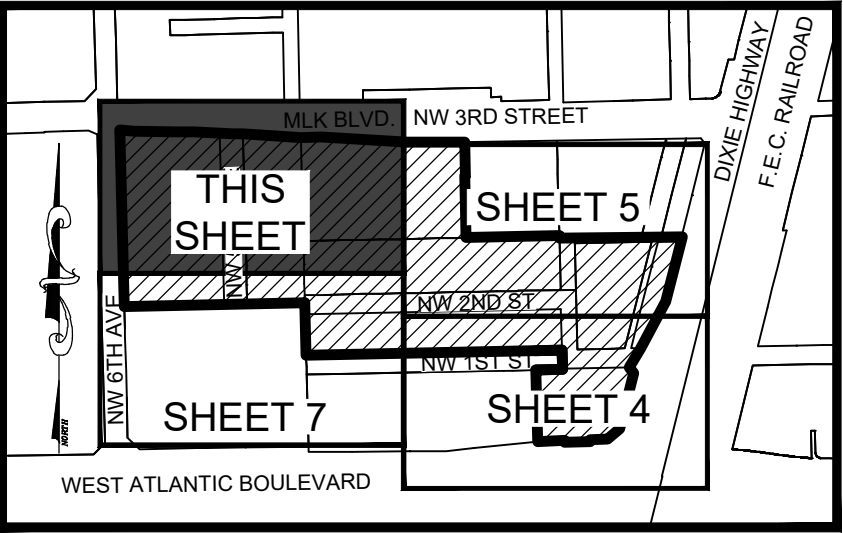 MLK BLVD.
NW 3RD STREET
DIXIE HIGHWAY
F.E.C. RAILROAD
THIS
SHEET
SHEET 5
NW 2ND ST
NW 6TH AVE
NW 1ST ST
SHEET 7
SHEET 4
NORTH
WEST ATLANTIC BOULEVARD